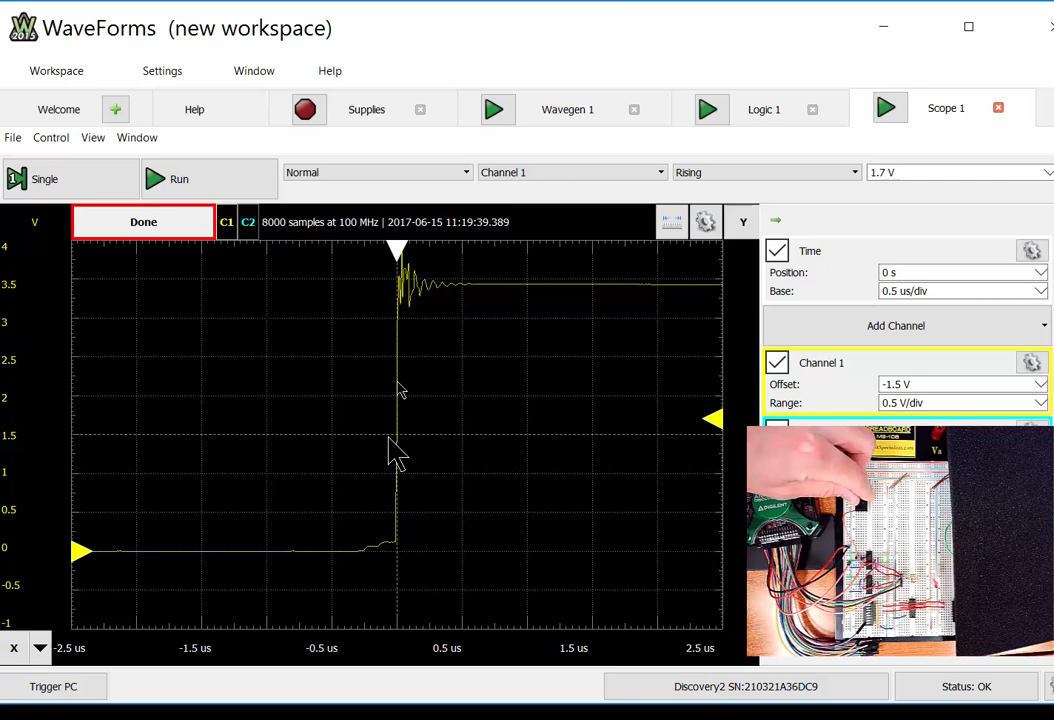 WaveForms (new workspace)
2015
Workspace Settings Window Help
Welcome Help Supplies Wavegen 1 Logic 1 Scope 1
File Control View Window
1 Single Run Normal Channel 1 Rising 1.7 V
V Done C1 C2 8000 samples at 100 MHz | 2017-06-15 11:19:39.389 Y
4
3.5
3
2.5
2
1.5
1
0.5
0
-0.5
-1
X -2.5 us -1.5 us -0.5 us 0.5 us 1.5 us 2.5 us
Time
Position: 0 s
Base: 0.5 us/div
Add Channel
Channel 1
Offset: -1.5 V
Range: 0.5 V/div
Va
DIGILENT
Trigger PC Discovery2 SN:210321A36DC9 Status: OK